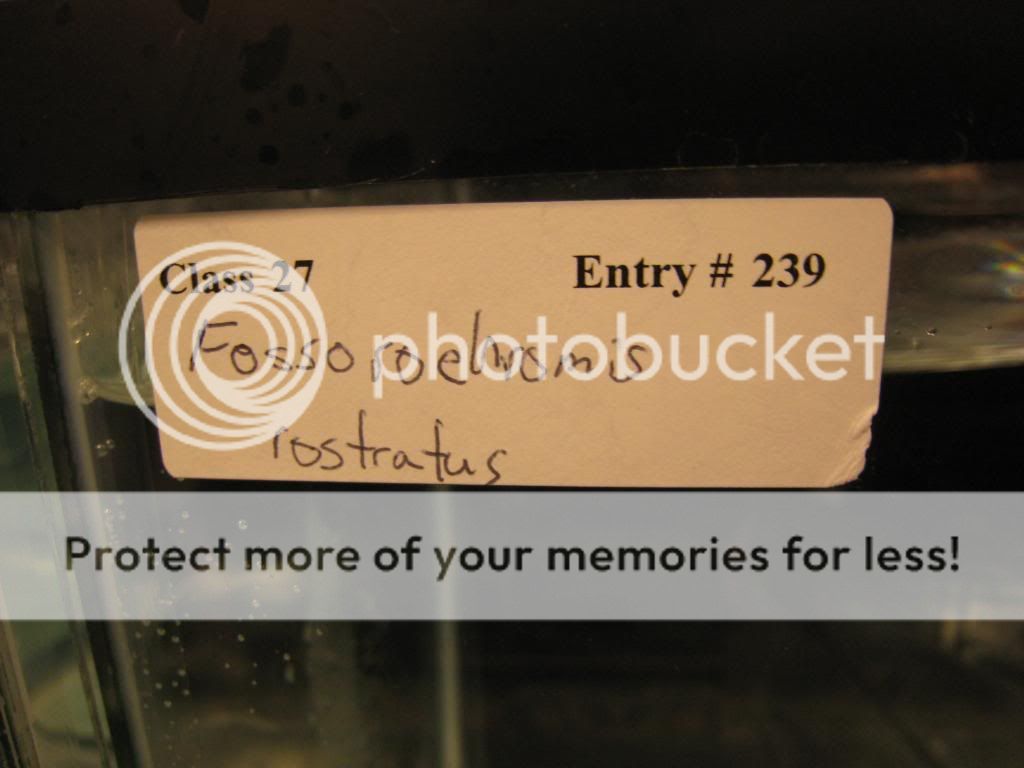 Class 27 Entry # 239
Fossorochromis
rostratus
photobucket
Protect more of your memories for less!